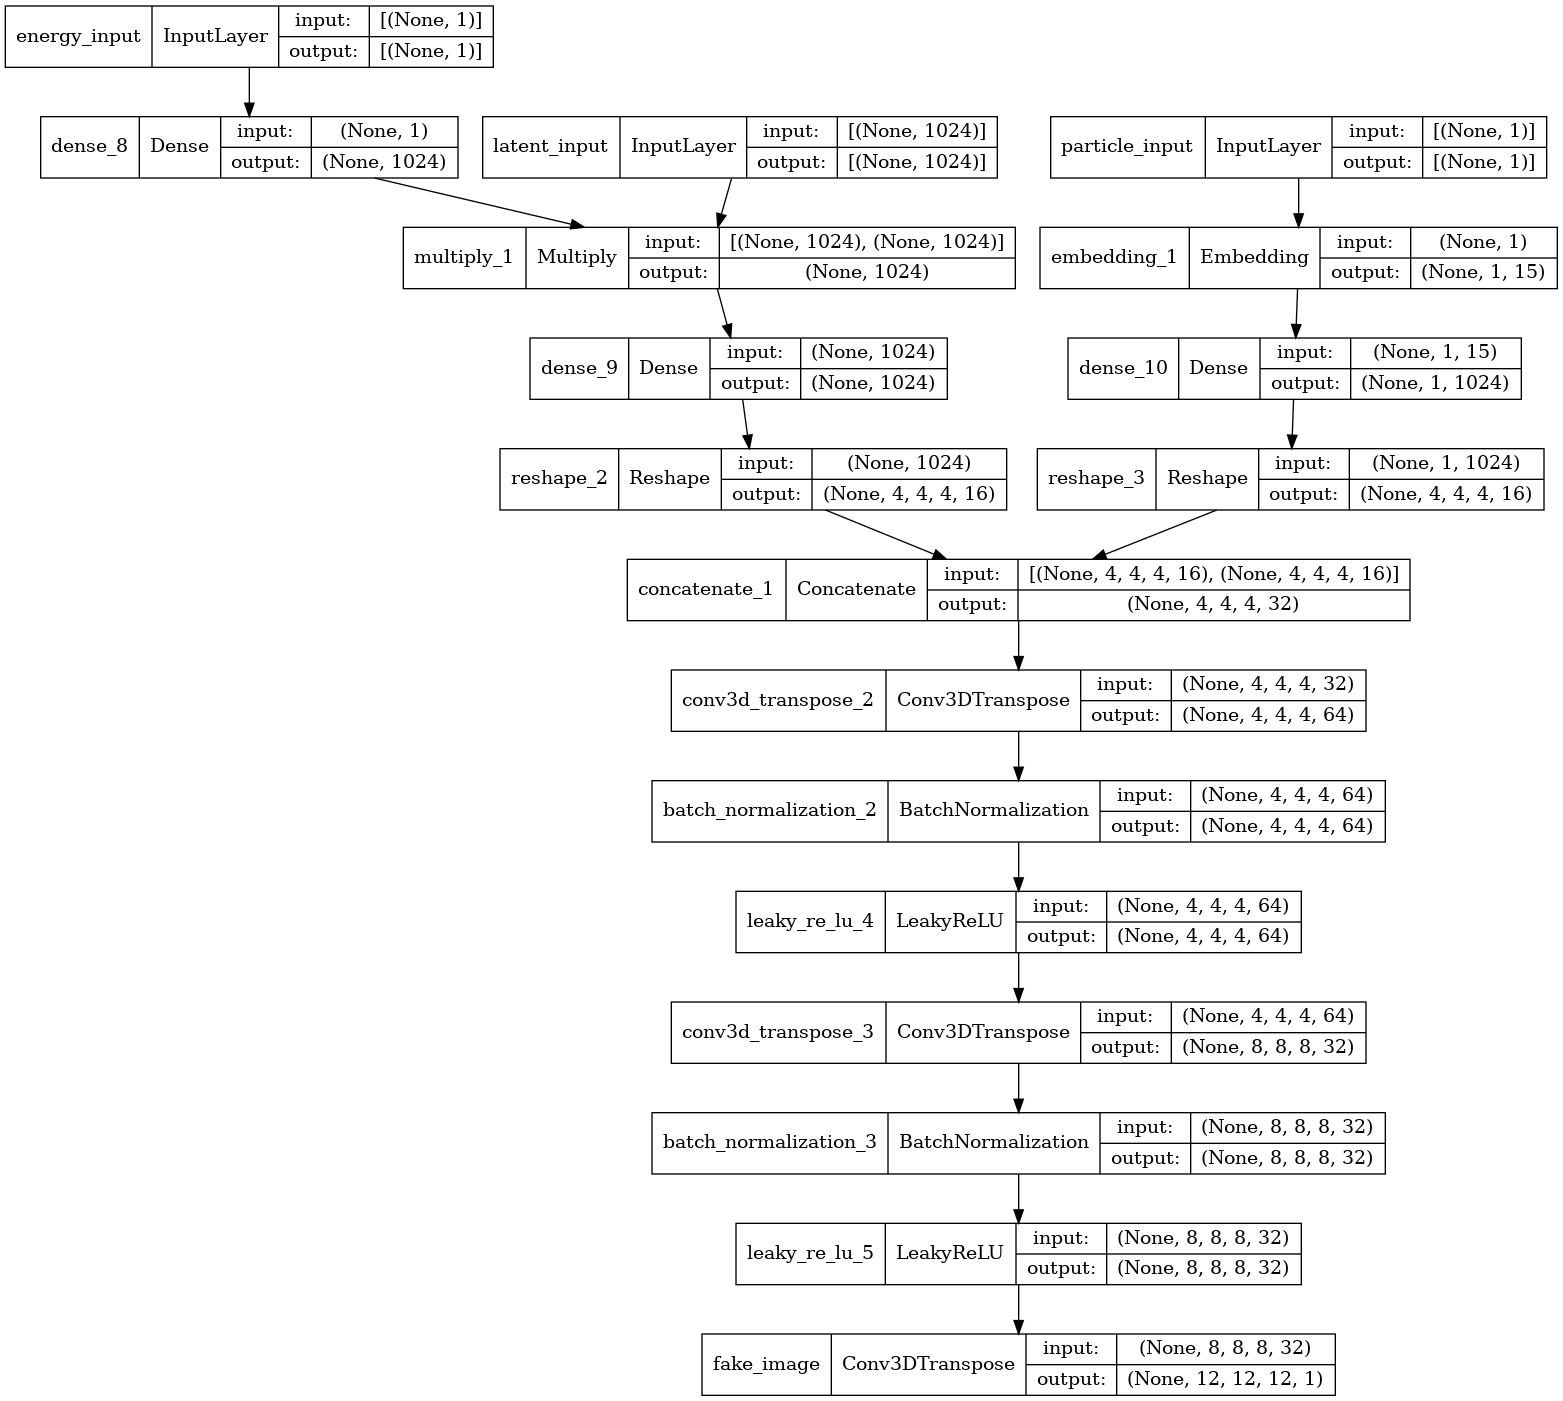 energy_input InputLayer input: [(None, 1)]
output: [(None, 1)]
dense_8 Dense input: (None, 1)
output: (None, 1024)
latent_input InputLayer input: [(None, 1024)]
output: [(None, 1024)]
particle_input InputLayer input: [(None, 1)]
output: [(None, 1)]
multiply_1 Multiply input: [(None, 1024), (None, 1024)]
output: (None, 1024)
embedding_1 Embedding input: (None, 1)
output: (None, 1, 15)
dense_9 Dense input: (None, 1024)
output: (None, 1024)
dense_10 Dense input: (None, 1, 15)
output: (None, 1, 1024)
reshape_2 Reshape input: (None, 1024)
output: (None, 4, 4, 4, 16)
reshape_3 Reshape input: (None, 1, 1024)
output: (None, 4, 4, 4, 16)
concatenate_1 Concatenate input: [(None, 4, 4, 4, 16), (None, 4, 4, 4, 16)]
output: (None, 4, 4, 4, 32)
conv3d_transpose_2 Conv3DTranspose input: (None, 4, 4, 4, 32)
output: (None, 4, 4, 4, 64)
batch_normalization_2 BatchNormalization input: (None, 4, 4, 4, 64)
output: (None, 4, 4, 4, 64)
leaky_re_lu_4 LeakyReLU input: (None, 4, 4, 4, 64)
output: (None, 4, 4, 4, 64)
conv3d_transpose_3 Conv3DTranspose input: (None, 4, 4, 4, 64)
output: (None, 8, 8, 8, 32)
batch_normalization_3 BatchNormalization input: (None, 8, 8, 8, 32)
output: (None, 8, 8, 8, 32)
leaky_re_lu_5 LeakyReLU input: (None, 8, 8, 8, 32)
output: (None, 8, 8, 8, 32)
fake_image Conv3DTranspose input: (None, 8, 8, 8, 32)
output: (None, 12, 12, 12, 1)